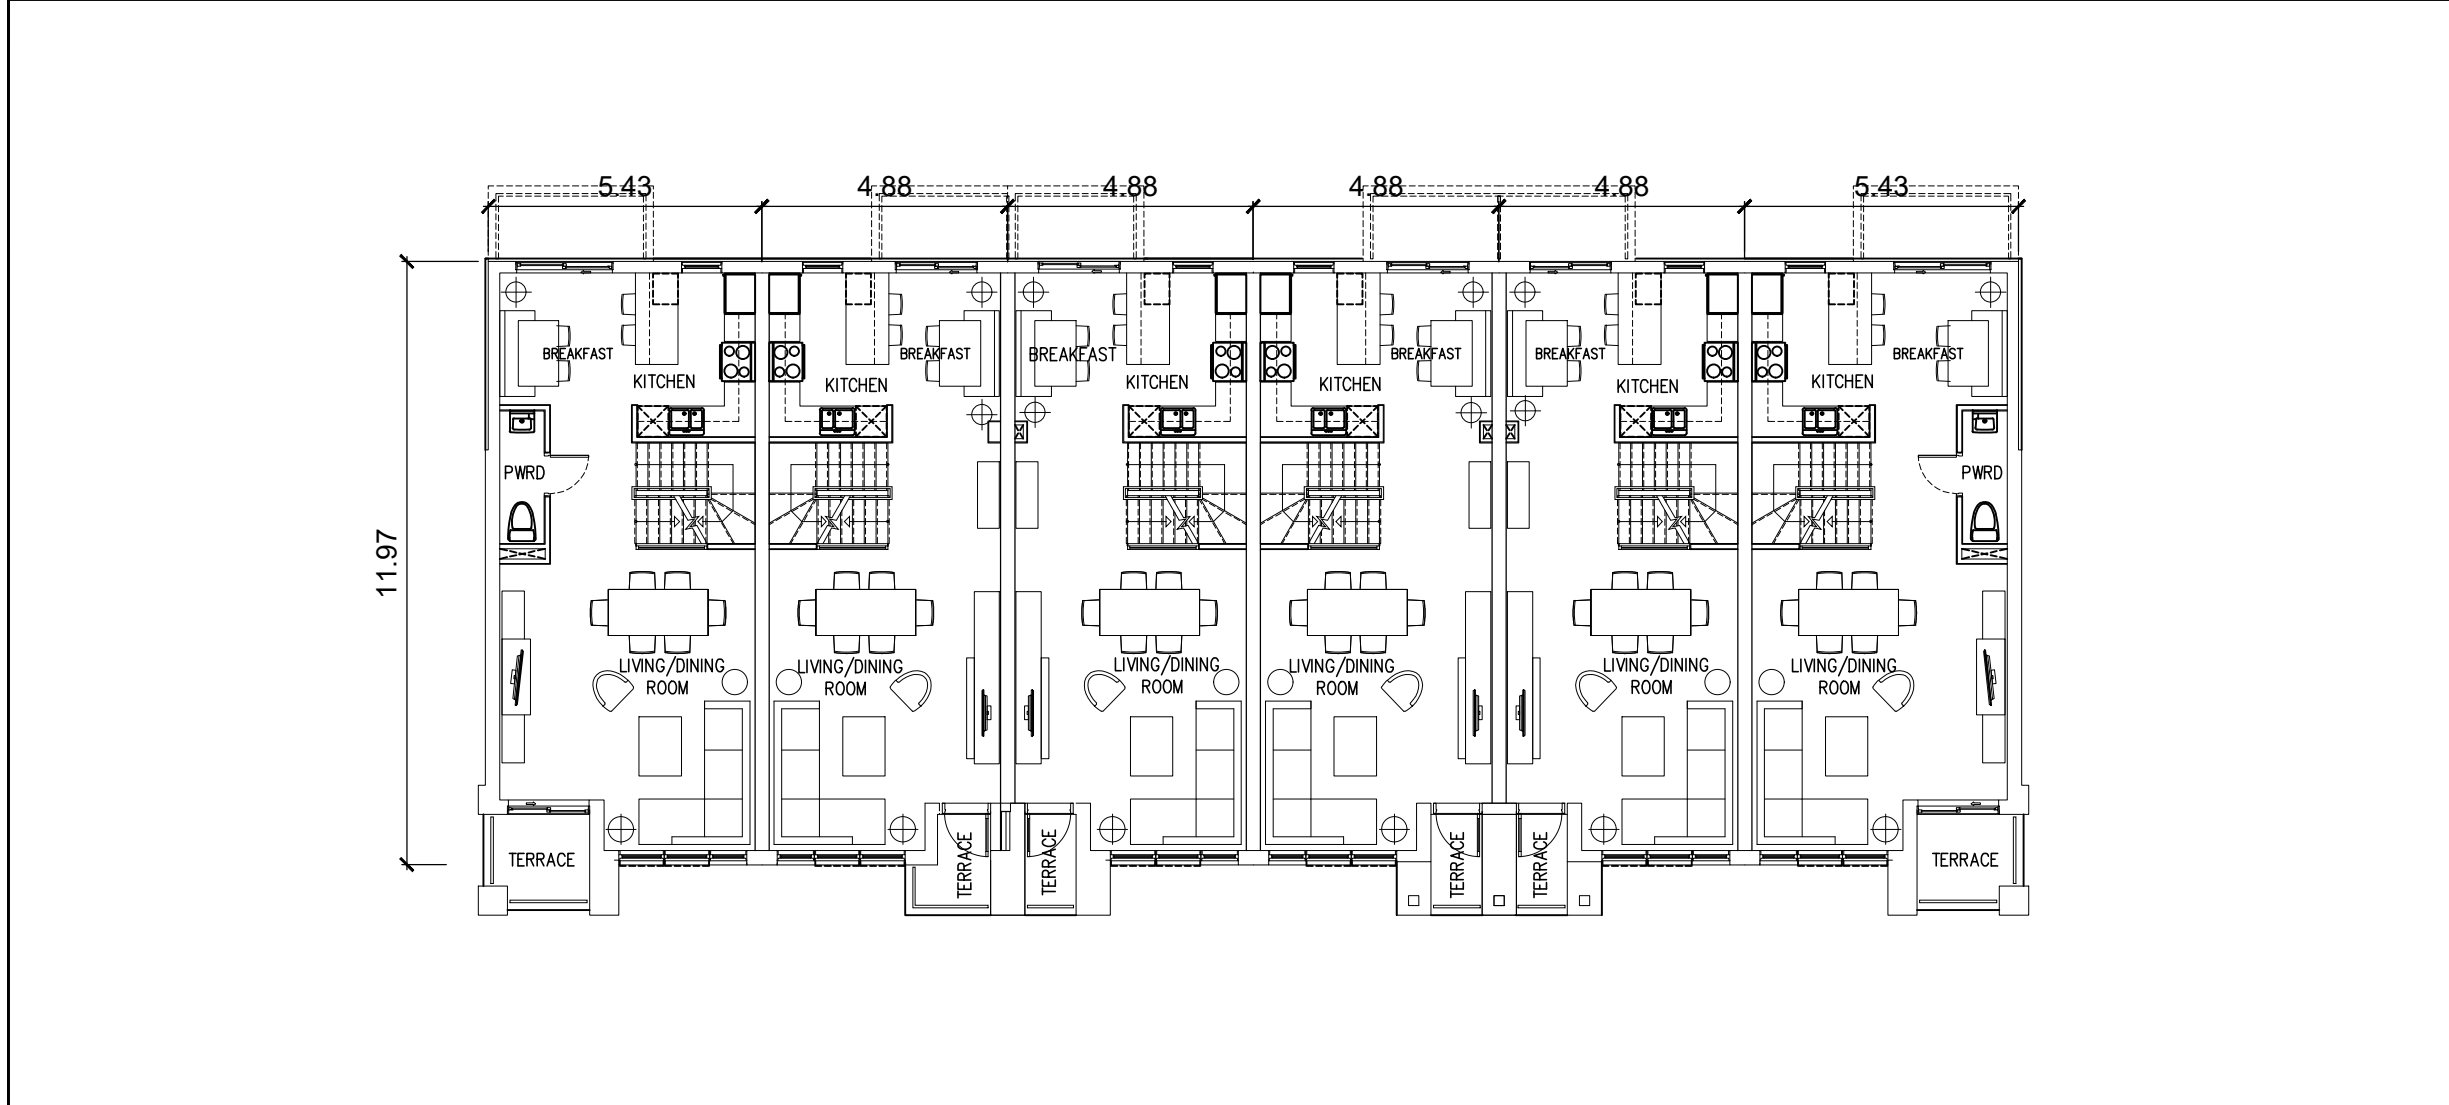 5.43 4.88 4.88 4.88 4.88 5.43
11.97
BREAKFAST BREAKFAST BREAKFAST BREAKFAST BREAKFAST BREAKFAST
KITCHEN KITCHEN KITCHEN KITCHEN KITCHEN KITCHEN
PWRD PWRD
LIVING/DINING LIVING/DINING LIVING/DINING LIVING/DINING LIVING/DINING LIVING/DINING
ROOM ROOM ROOM ROOM ROOM ROOM
TERRACE TERRACE TERRACE TERRACE TERRACE TERRACE